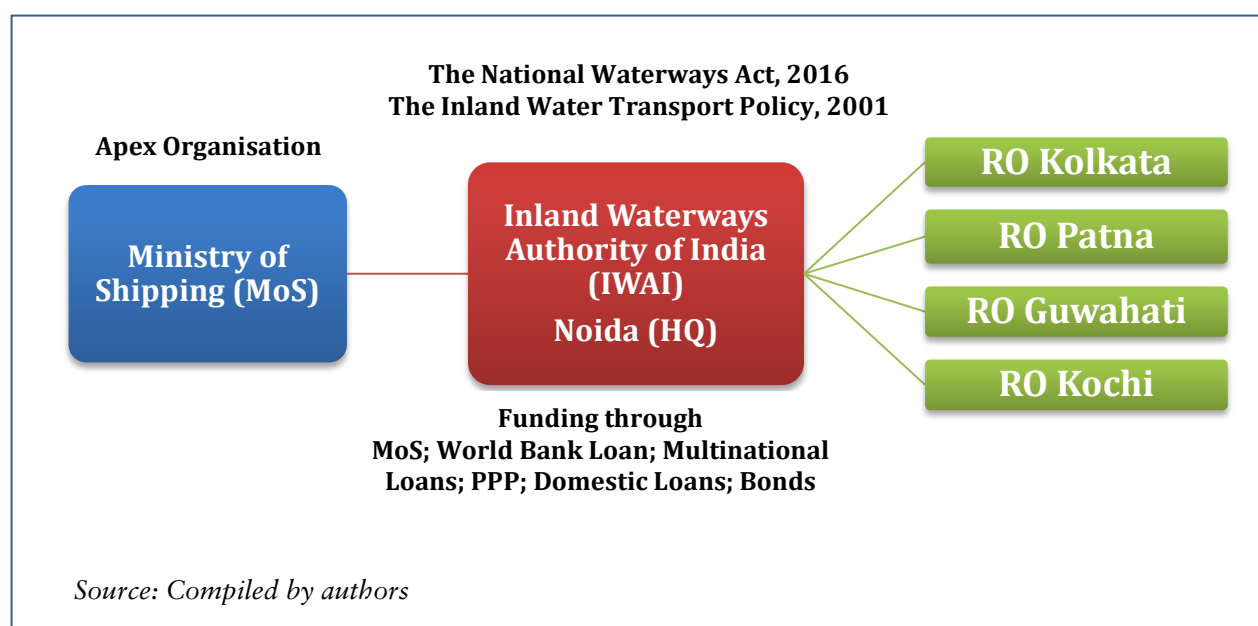 The National Waterways Act, 2016
The Inland Water Transport Policy, 2001
Apex Organisation
Ministry of
Shipping (MoS)
Inland Waterways
Authority of India
(IWAI)
Noida (HQ)
RO Kolkata
RO Patna
RO Guwahati
RO Kochi
Funding through
MoS; World Bank Loan; Multinational
Loans; PPP; Domestic Loans; Bonds
Source: Compiled by authors